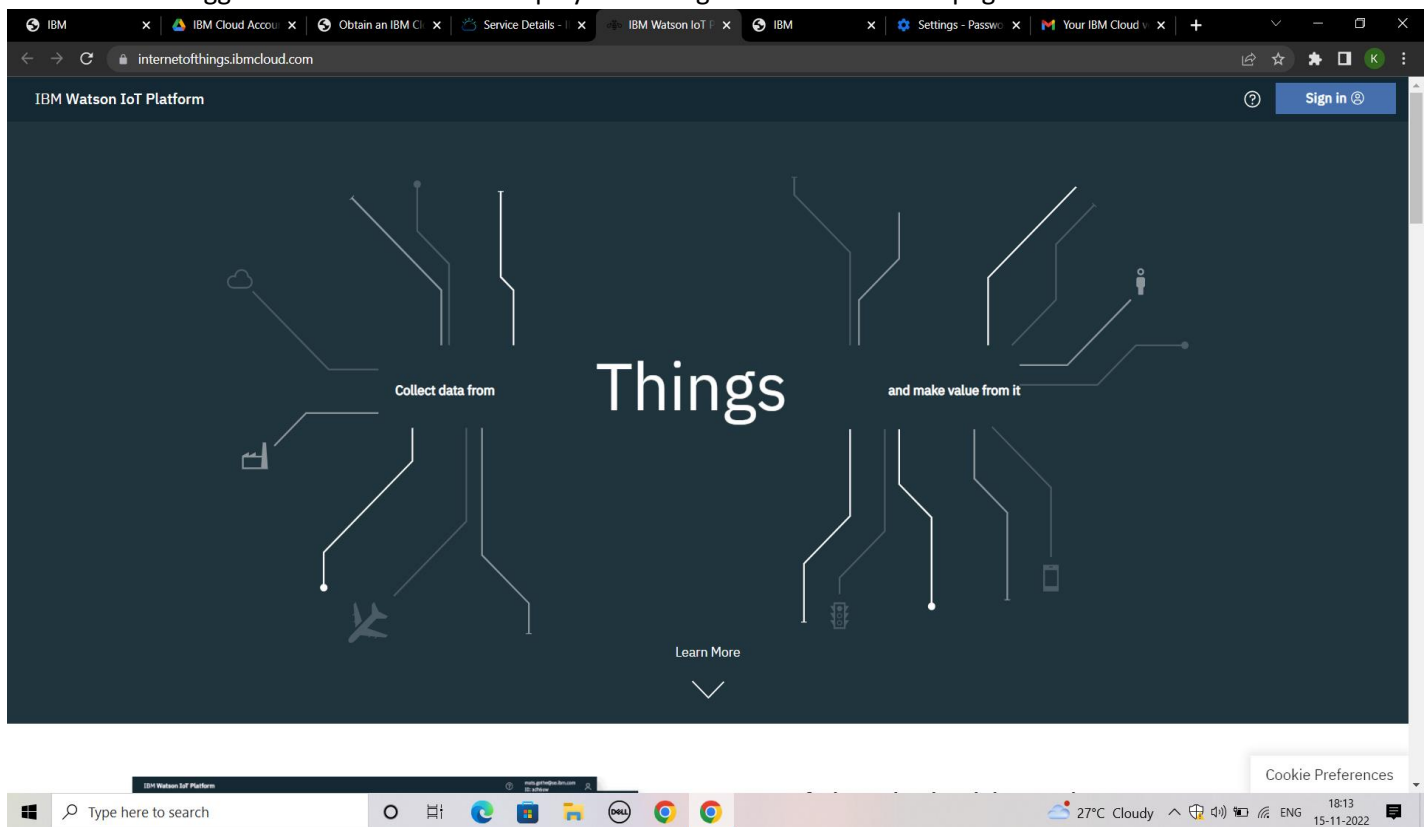 IBM
IBM Cloud Accou
Obtain an IBM Cl
Service Details - I
IBM Watson IoT P
IBM
Settings - Passwo
Your IBM Cloud v
internetofthings.ibmcloud.com
K
IBM Watson IoT Platform
Sign in
Collect data from
Things
and make value from it
Learn More
IBM Watson IoT Platform
Cookie Preferences
Type here to search
DELL
27°C Cloudy
ENG
18:13
15-11-2022